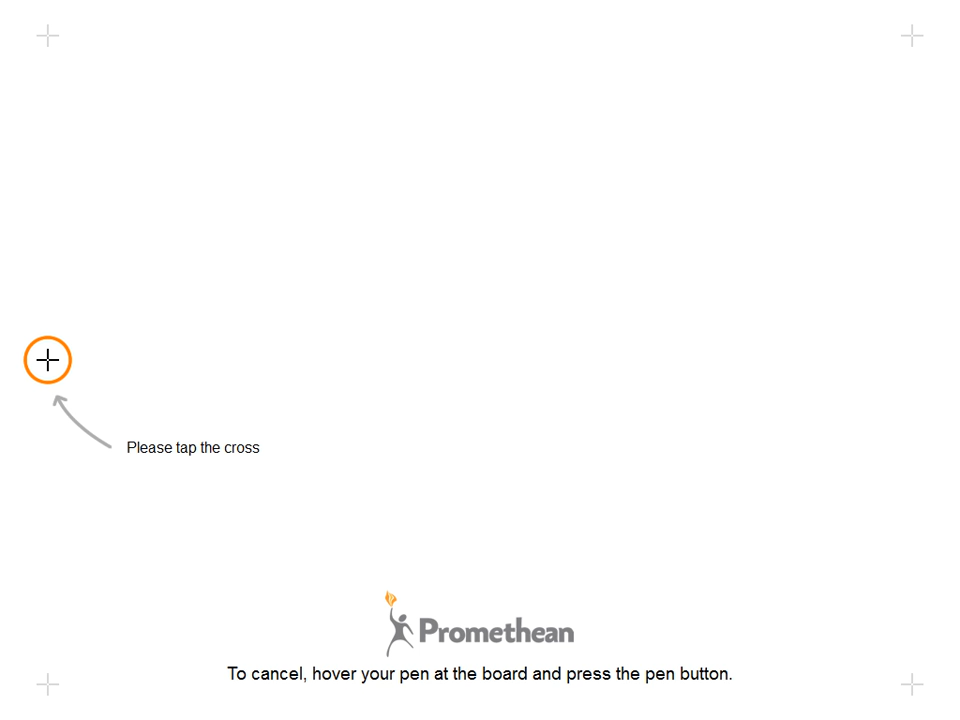 Please tap the cross
Promethean
To cancel, hover your pen at the board and press the pen button.